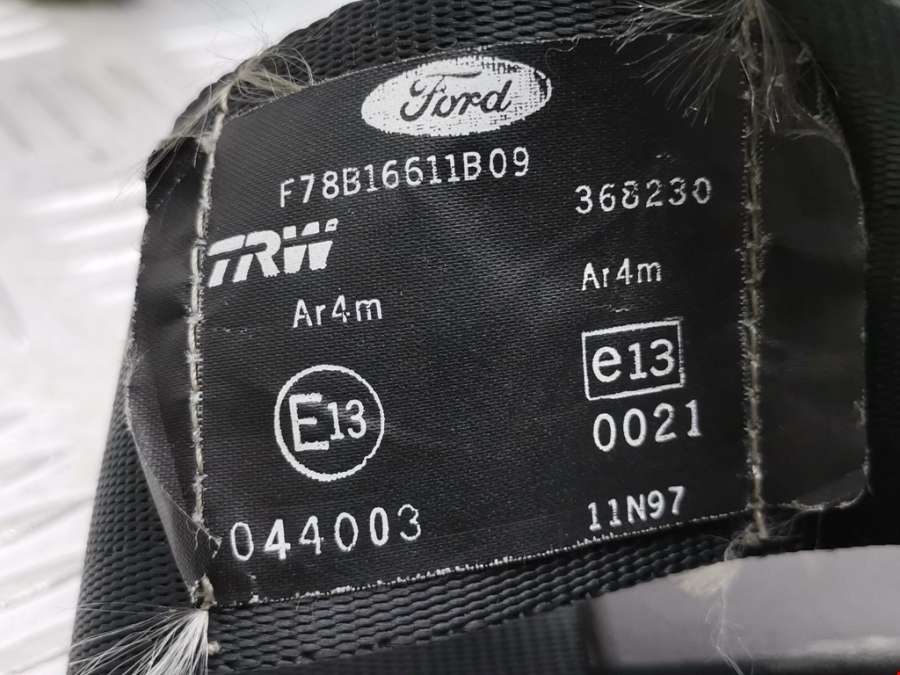 Ford
F78B16611B09
368230
TRW
Ar4m
Ar4m
E13
e13
0021
044003
11N97